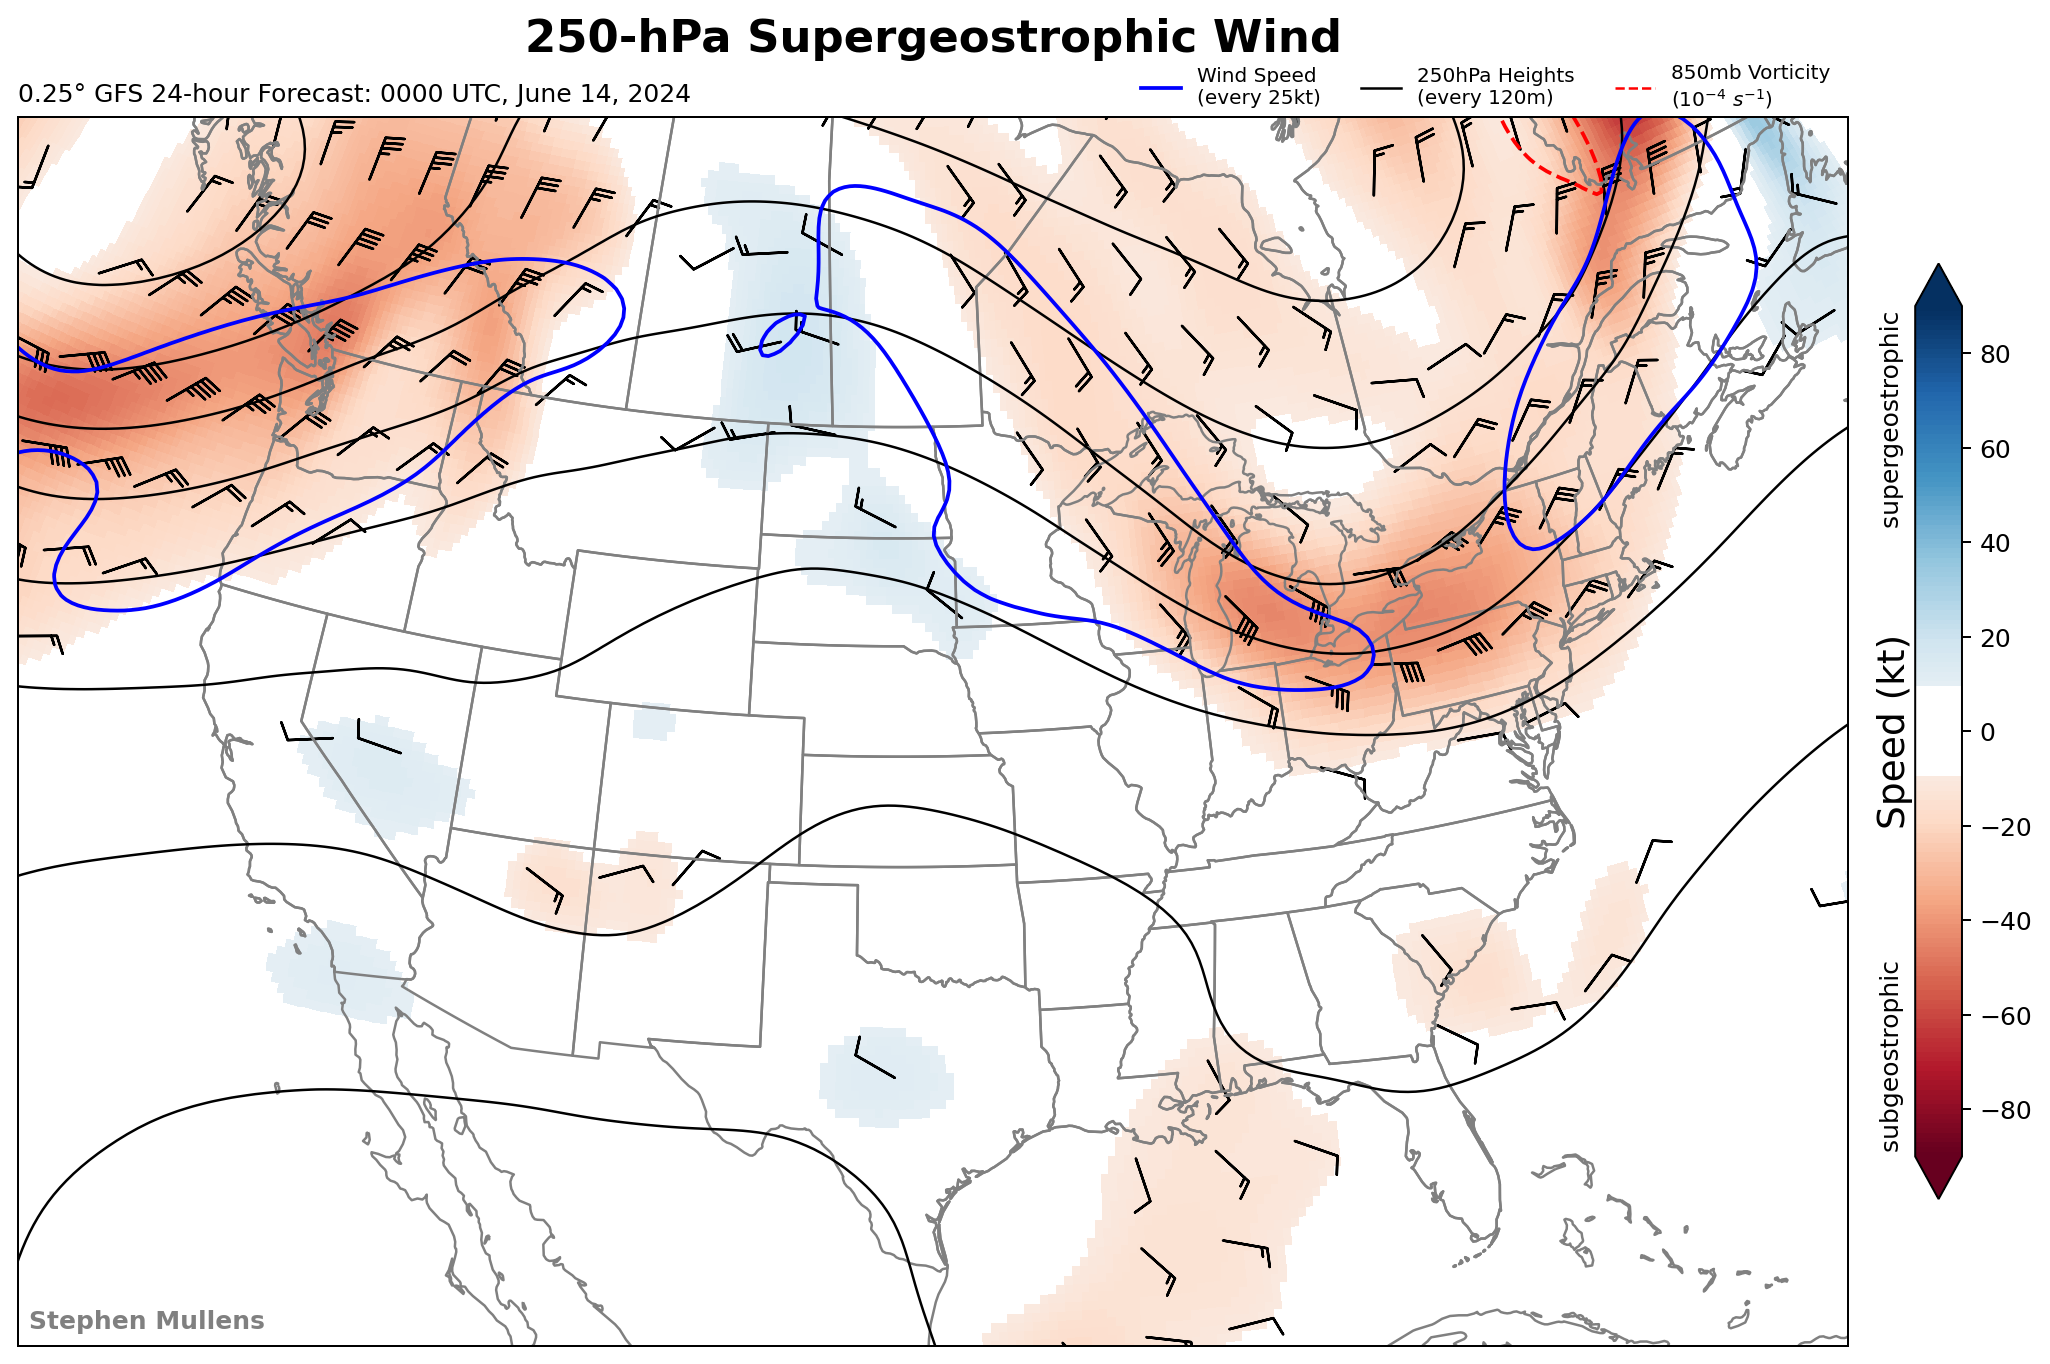 250-hPa Supergeostrophic Wind
0.25° GFS 24-hour Forecast: 0000 UTC, June 14, 2024
Wind Speed
(every 25kt)
250hPa Heights
(every 120m)
850mb Vorticity
(10⁻⁴ s⁻¹)
supergeostrophic
Speed (kt)
subgeostrophic
80
60
40
20
0
−20
−40
−60
−80
Stephen Mullens